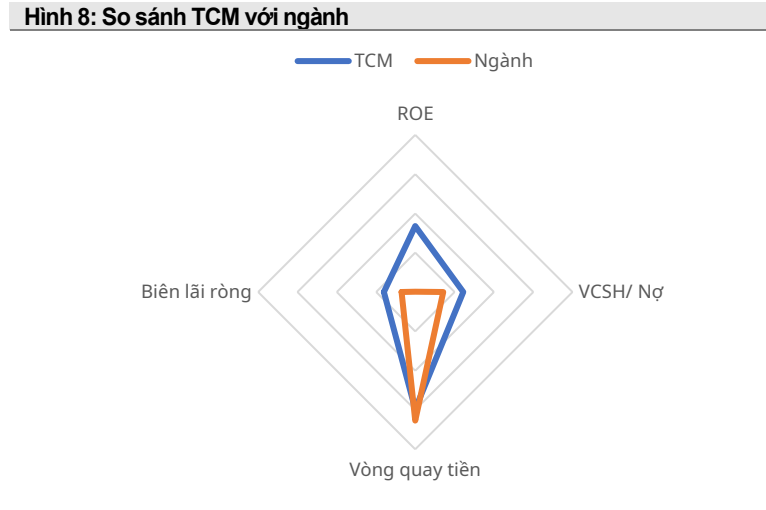 Hình 8: So sánh TCM với ngành
TCM Ngành
ROE
Biên lãi ròng
VCSH/ Nợ
Vòng quay tiền